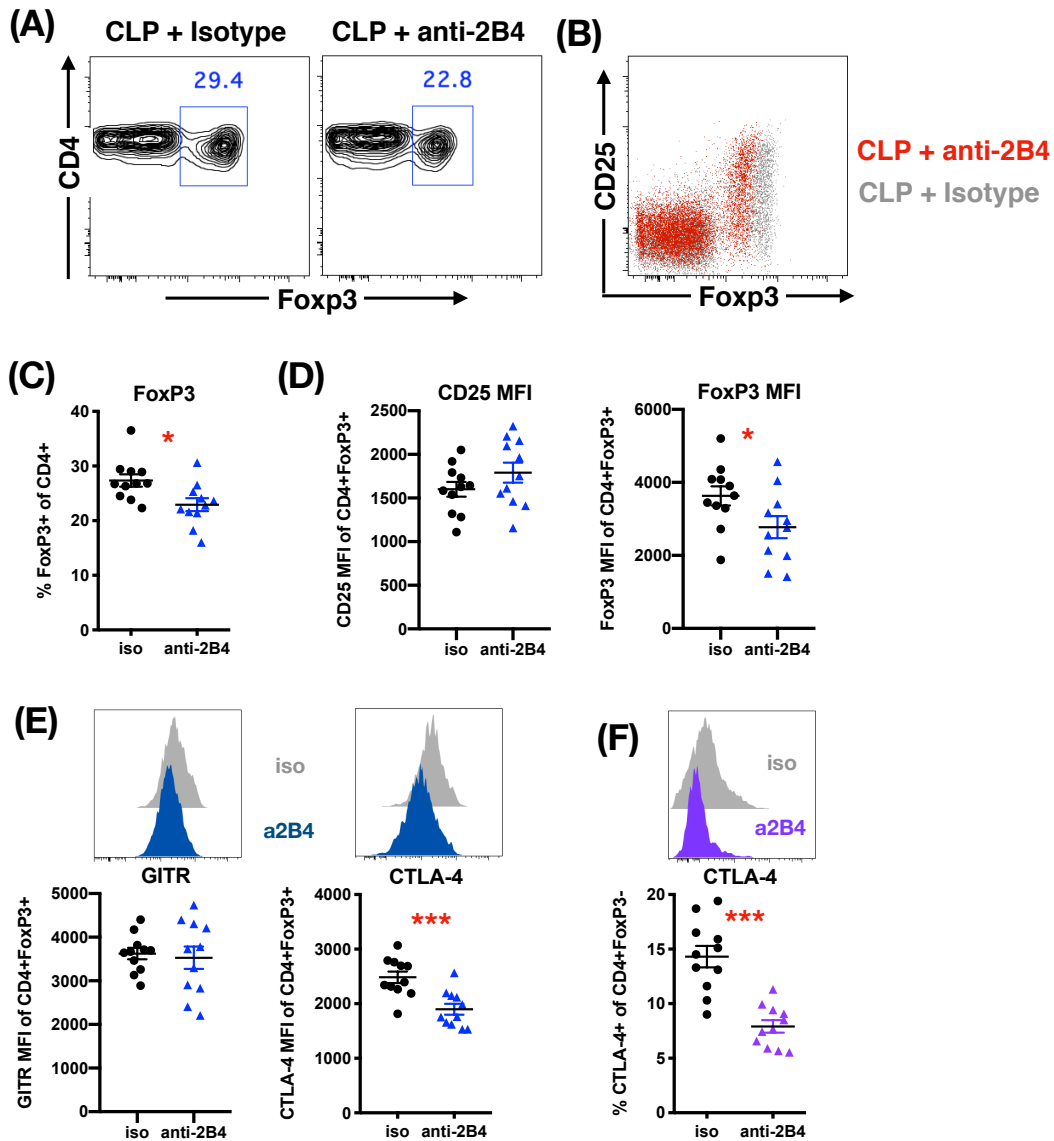 (A)
CLP + Isotype
CLP + anti-2B4
29.4
22.8
CD4
Foxp3
(B)
CD25
Foxp3
CLP + anti-2B4
CLP + Isotype
(C)
FoxP3
% FoxP3+ of CD4+
40
30
20
10
0
*
iso
anti-2B4
(D)
CD25 MFI
CD25 MFI of CD4+FoxP3+
2500
2000
1500
1000
500
0
iso
anti-2B4
FoxP3 MFI
FoxP3 MFI of CD4+FoxP3+
6000
4000
2000
0
*
iso
anti-2B4
(E)
iso
a2B4
GITR
GITR MFI of CD4+FoxP3+
5000
4000
3000
2000
1000
0
iso
anti-2B4
CTLA-4
CTLA-4 MFI of CD4+FoxP3+
4000
3000
2000
1000
0
***
iso
anti-2B4
(F)
iso
a2B4
CTLA-4
% CTLA-4+ of CD4+FoxP3-
20
15
10
5
0
***
iso
anti-2B4